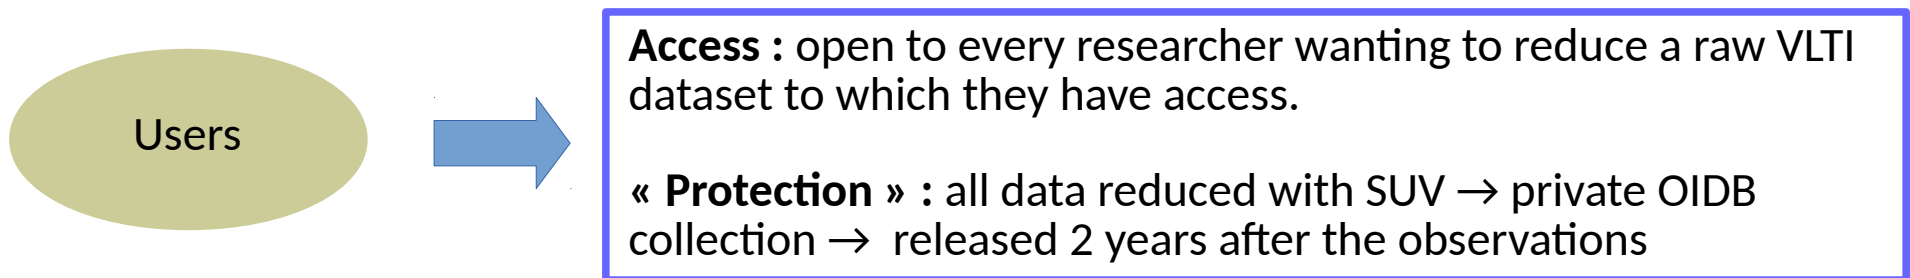 Users
Access : open to every researcher wanting to reduce a raw VLTI
dataset to which they have access.
« Protection » : all data reduced with SUV → private OIDB
collection → released 2 years after the observations